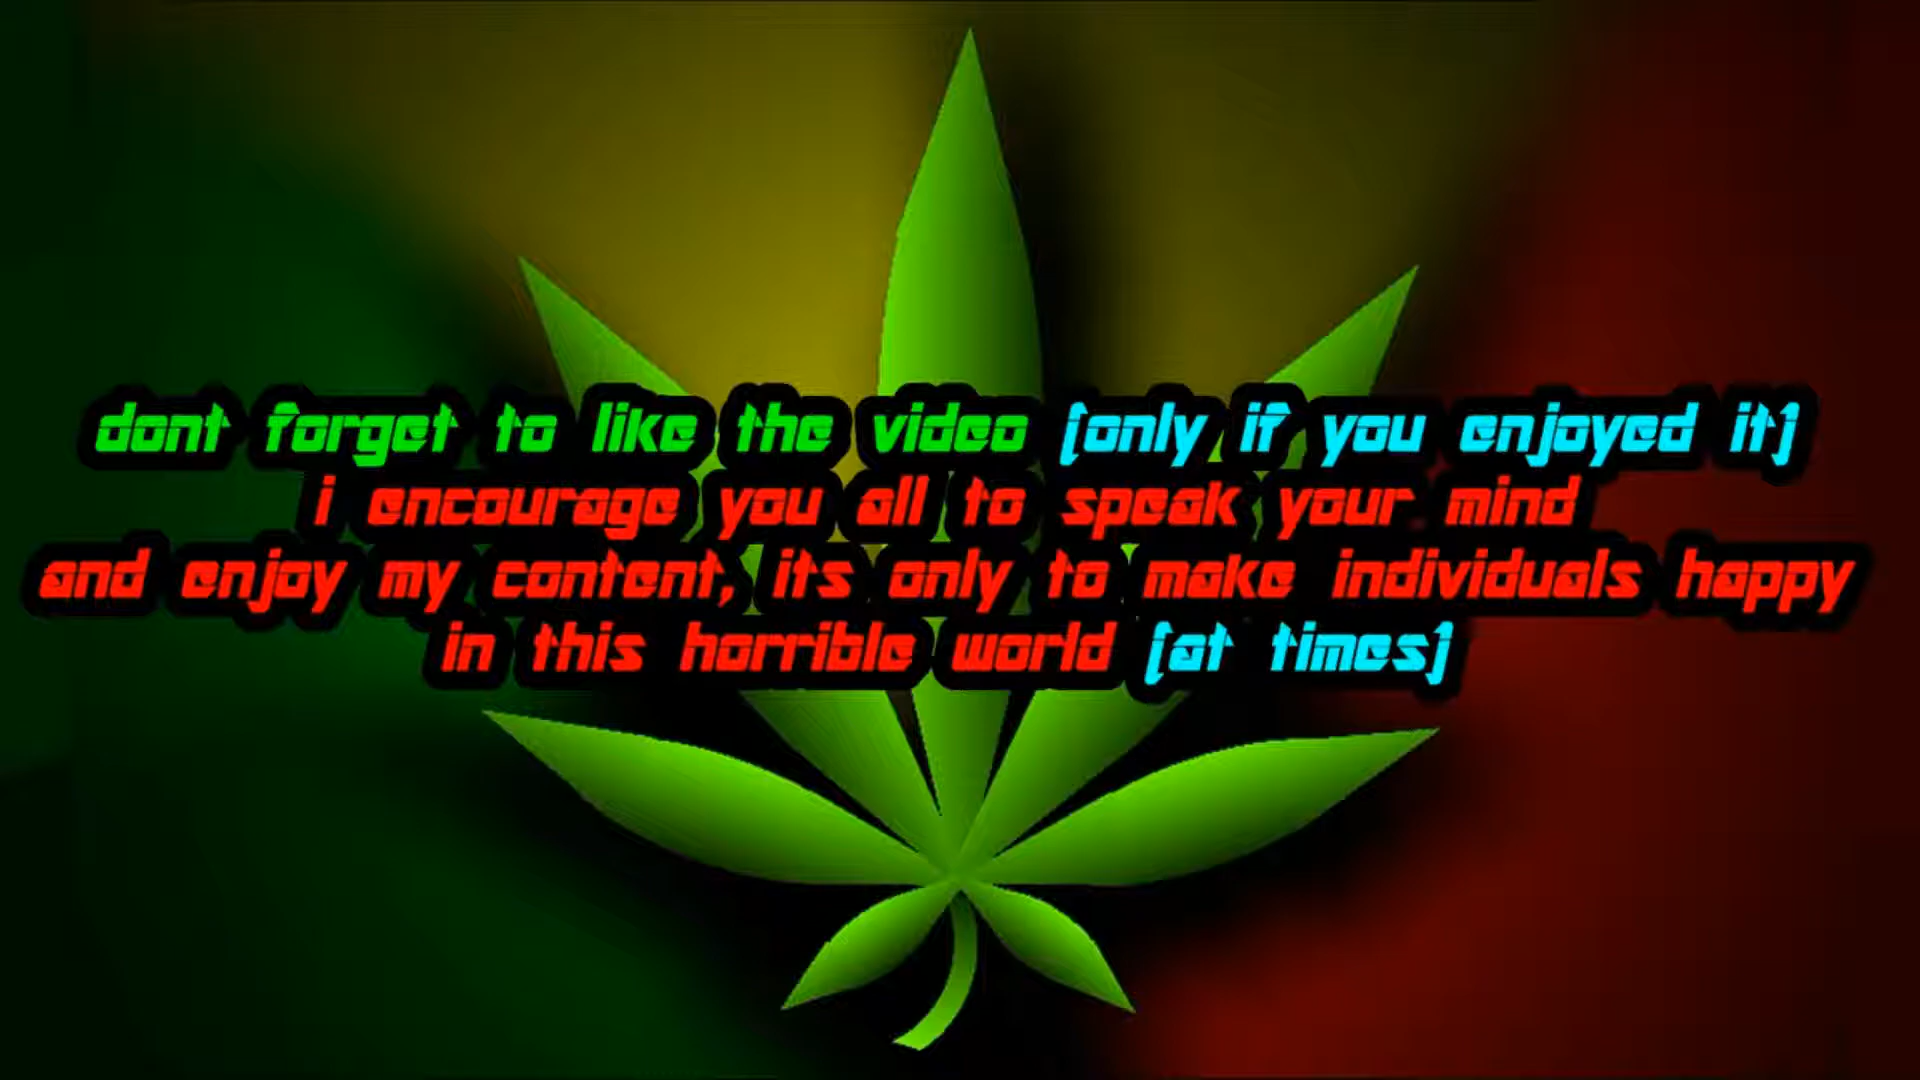 dont forget to like the video (only if you enjoyed it)
i encourage you all to speak your mind
and enjoy my content, its only to make individuals happy
in this horrible world (at times)